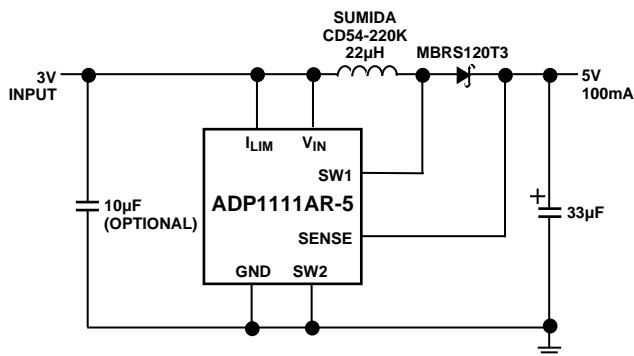 SUMIDA
CD54-220K
22µH
MBRS120T3
3V
INPUT
5V
100mA
ILIM
VIN
SW1
ADP1111AR-5
10µF
(OPTIONAL)
+
33µF
SENSE
GND
SW2